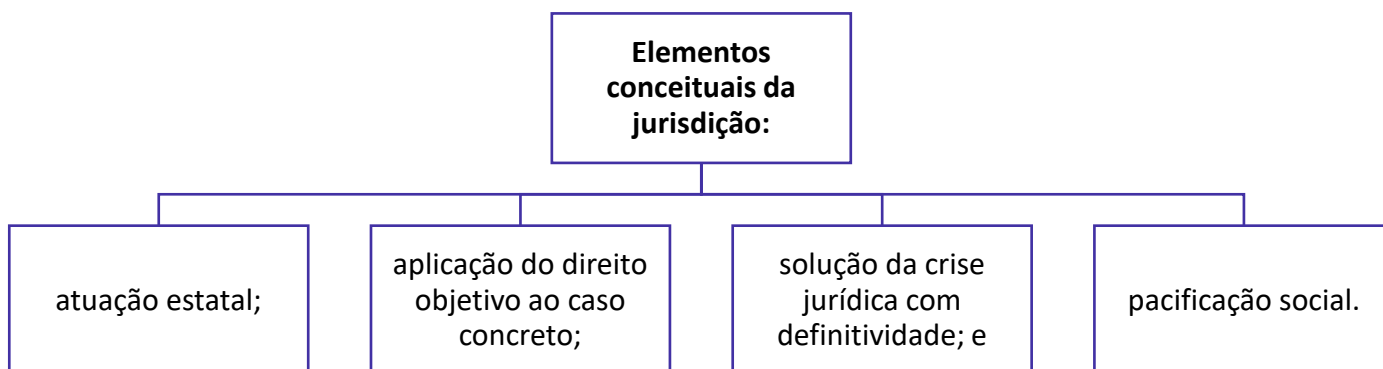 Elementos
conceituais da
jurisdição:
atuação estatal;
aplicação do direito
objetivo ao caso
concreto;
solução da crise
jurídica com
definitividade; e
pacificação social.